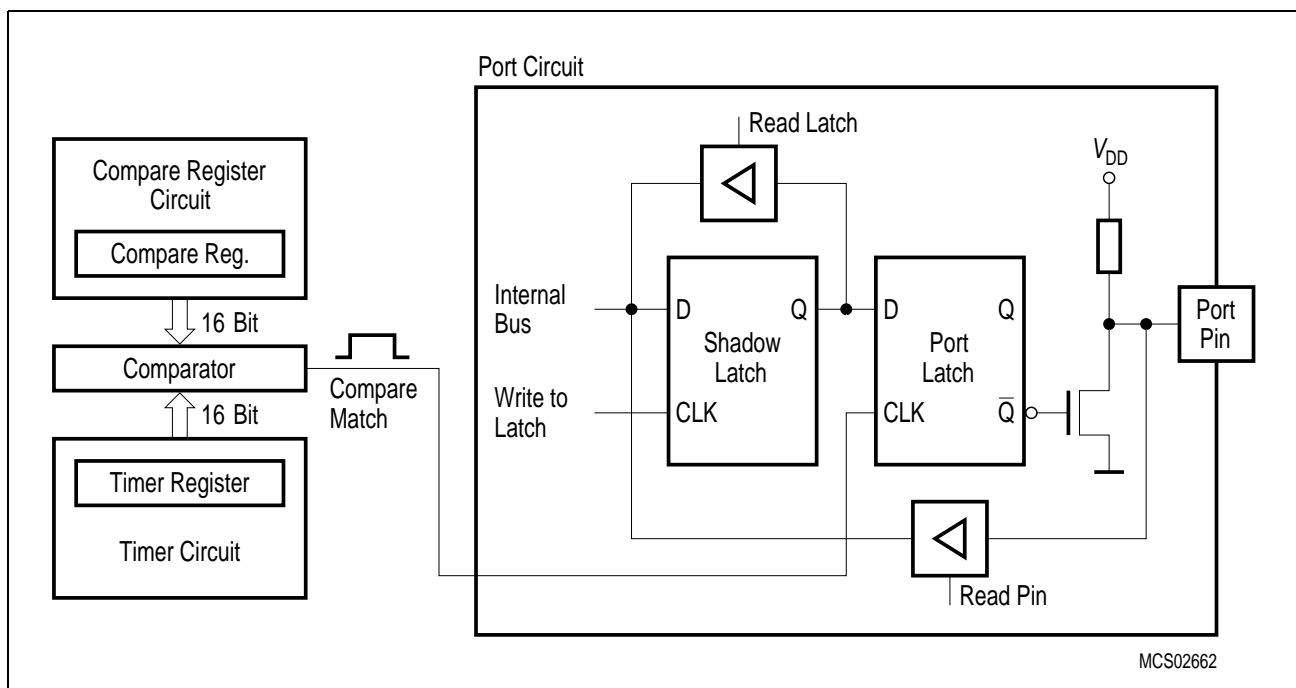 Port Circuit
Read Latch
V DD
Compare Register
Circuit
Compare Reg.
16 Bit
Comparator
16 Bit
Timer Register
Timer Circuit
Compare
Match
Internal
Bus
Write to
Latch
D
Q
Shadow
Latch
CLK
D
Q
Port
Latch
CLK
Q̅
Port
Pin
Read Pin
MCS02662